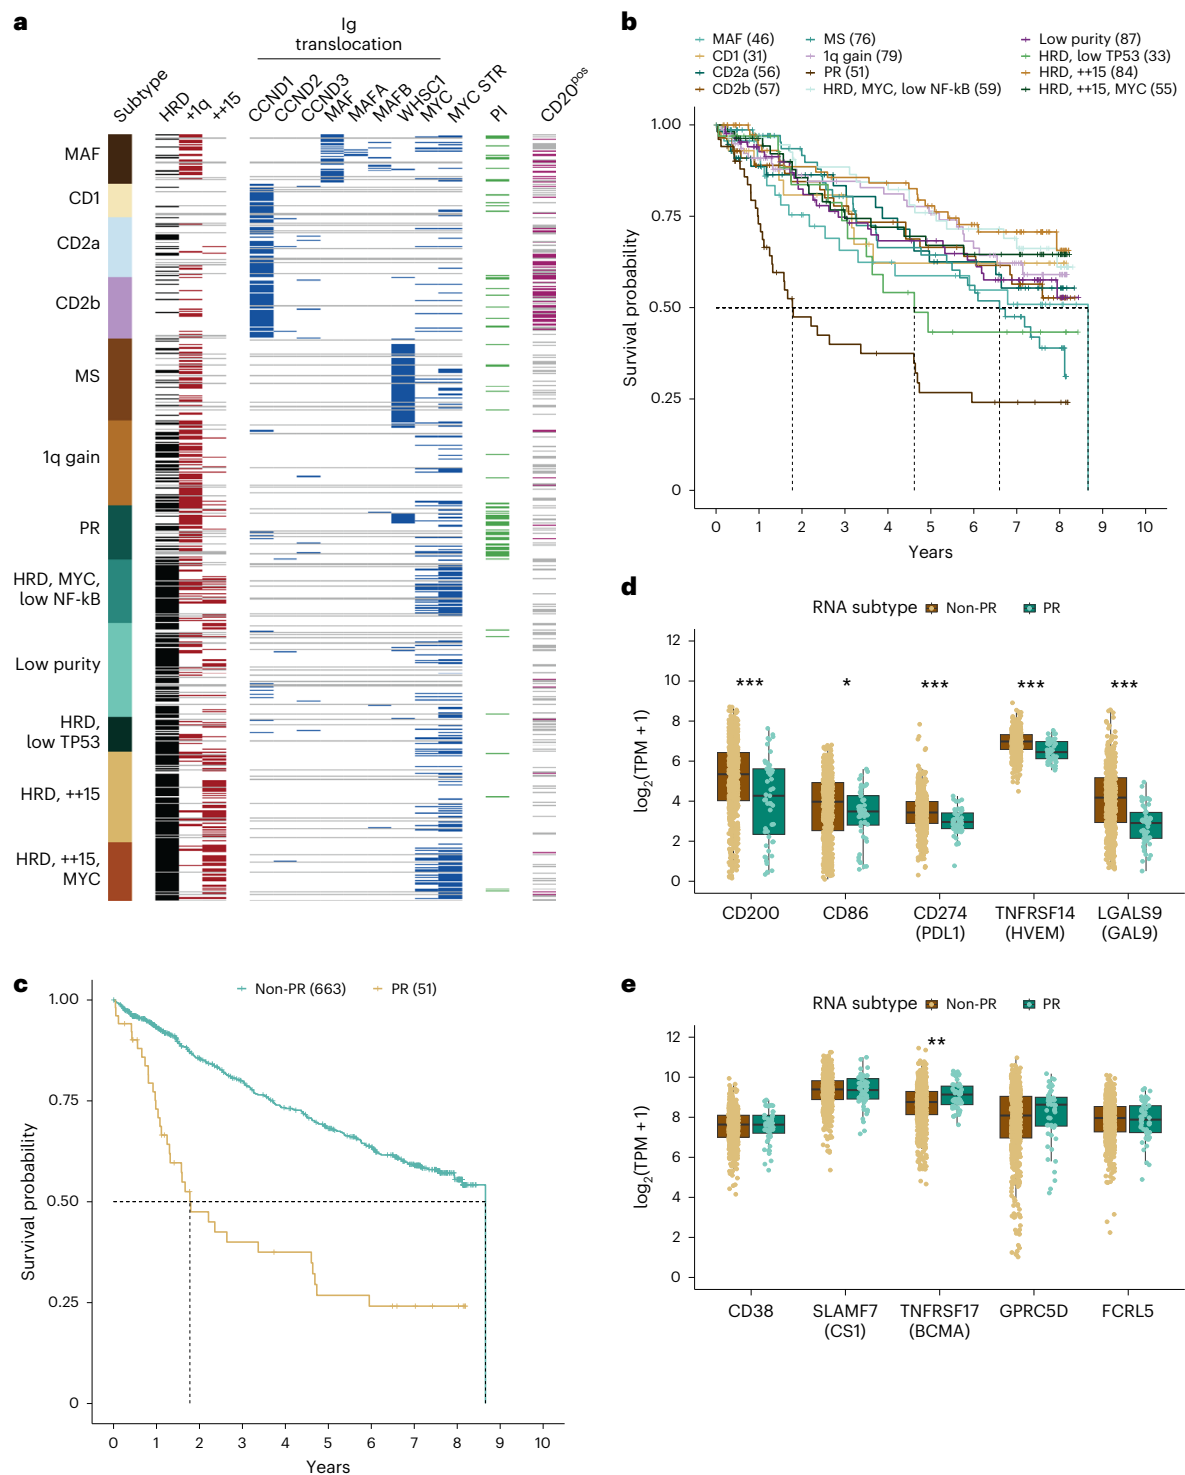 a
Ig
translocation
Subtype
HRD
+1q
++15
CCND1
CCND2
CCND3
MAF
MAFA
MAFB
WHSC1
MYC
MYC STR
PI
CD20pos
MAF
CD1
CD2a
CD2b
MS
1q gain
PR
HRD, MYC,
low NF-kB
Low purity
HRD,
low TP53
HRD, ++15
HRD, ++15,
MYC
b
MAF (46)
CD1 (31)
CD2a (56)
CD2b (57)
MS (76)
1q gain (79)
PR (51)
HRD, MYC, low NF-kB (59)
Low purity (87)
HRD, low TP53 (33)
HRD, ++15 (84)
HRD, ++15, MYC (55)
Survival probability
1.00
0.75
0.50
0.25
0
0 1 2 3 4 5 6 7 8 9 10
Years
c
Non-PR (663) PR (51)
Survival probability
1.00
0.75
0.50
0.25
0
0 1 2 3 4 5 6 7 8 9 10
Years
d
RNA subtype Non-PR PR
log2(TPM + 1)
12
10
8
6
4
2
0
*** * *** *** ***
CD200 CD86 CD274 TNFRSF14 LGALS9
(PDL1) (HVEM) (GAL9)
e
RNA subtype Non-PR PR
log2(TPM + 1)
12
10
8
6
4
2
0
**
CD38 SLAMF7 TNFRSF17 GPRC5D FCRL5
(CS1) (BCMA)